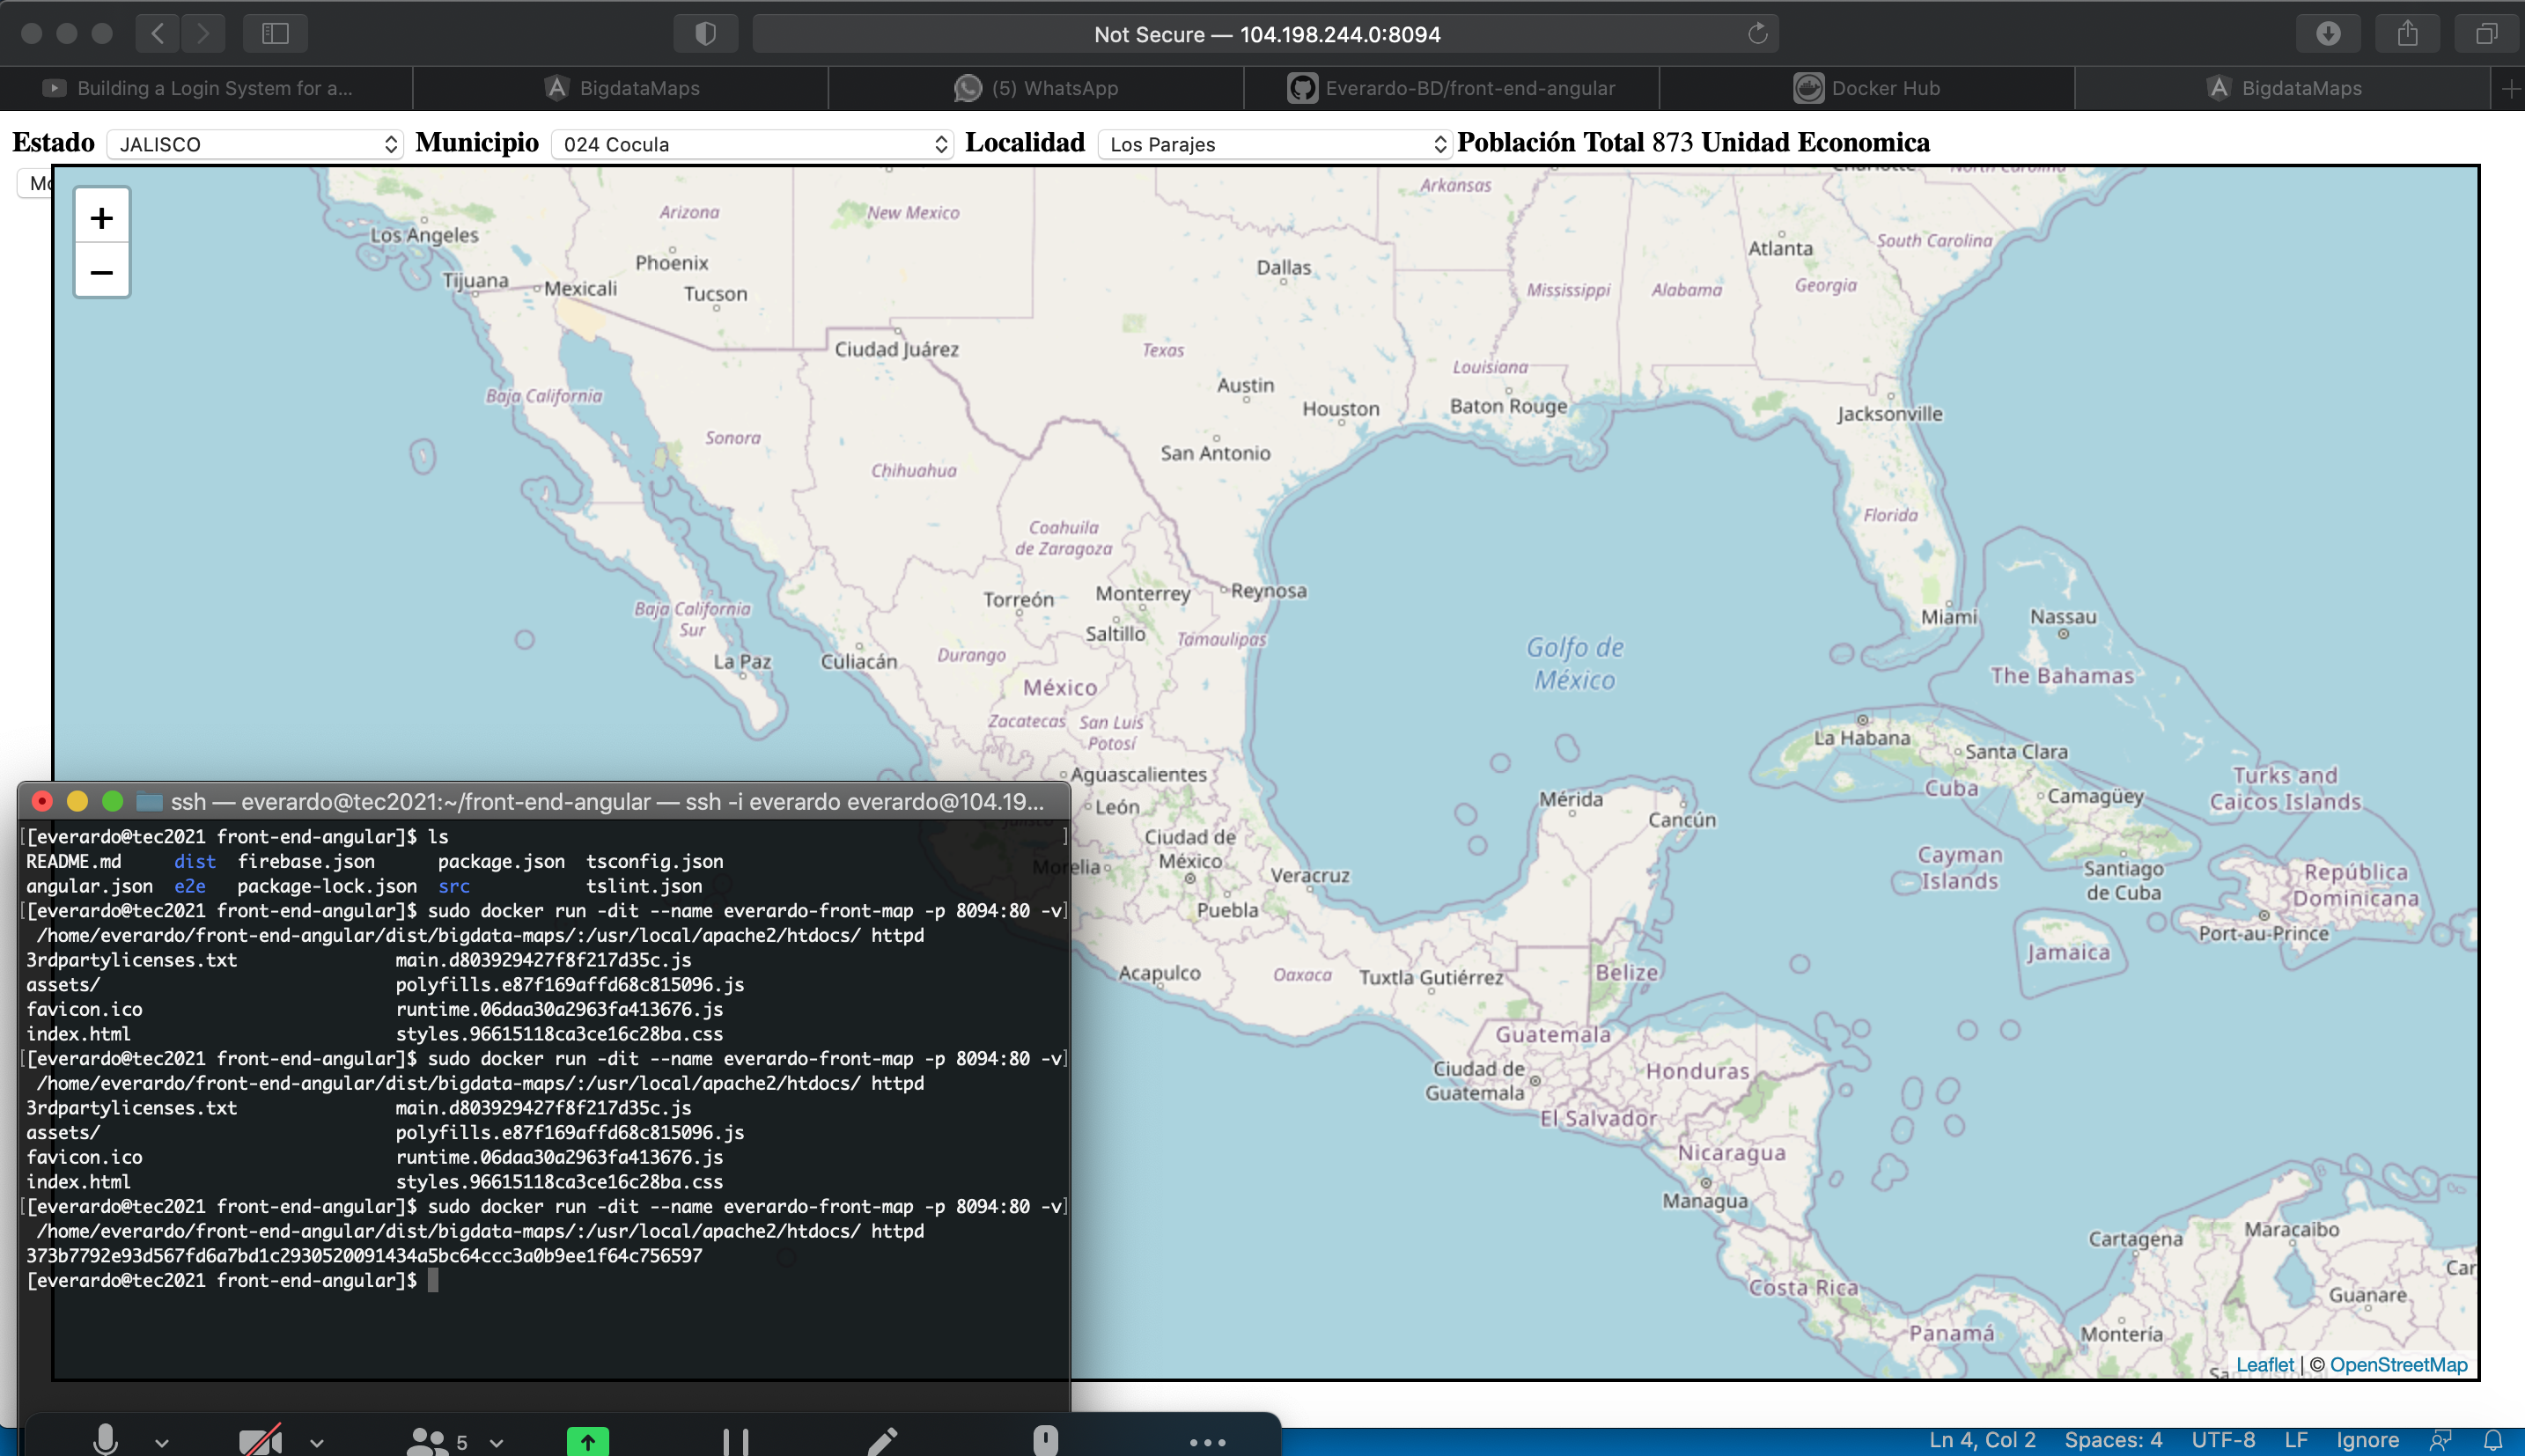 Not Secure — 104.198.244.0:8094
Building a Login System for a...
BigdataMaps
(5) WhatsApp
Everardo-BD/front-end-angular
Docker Hub
BigdataMaps
Estado JALISCO Municipio 024 Cocula Localidad Los Parajes Población Total 873 Unidad Economica
+
−
North Carolina
Arkansas
Arizona
New Mexico
Los Angeles
South Carolina
Atlanta
Phoenix
Dallas
Tijuana
Mexicali
Tucson
Mississippi
Alabama
Georgia
Ciudad Juárez
Texas
Louisiana
Austin
Baja California
Houston
Baton Rouge
Jacksonville
Sonora
San Antonio
Chihuahua
Florida
Coahuila
de Zaragoza
Torreón
Monterrey
Reynosa
Baja California
Sur
Saltillo
Tamaulipas
Miami
Nassau
La Paz
Culiacán
Durango
Golfo de
México
The Bahamas
México
Zacatecas
San Luis
Potosí
La Habana
Santa Clara
Aguascalientes
Turks and
Caicos Islands
Cuba
Camagüey
León
Mérida
Cancún
Ciudad de
México
Morelia
Veracruz
Cayman
Islands
Santiago
de Cuba
República
Dominicana
Puebla
Port-au-Prince
Jamaica
Acapulco
Oaxaca
Tuxtla Gutiérrez
Belize
Guatemala
Ciudad de
Guatemala
Honduras
El Salvador
Nicaragua
Managua
Cartagena
Maracaibo
Costa Rica
Guanare
Panamá
Montería
Leaflet | © OpenStreetMap
ssh — everardo@tec2021:~/front-end-angular — ssh -i everardo everardo@104.19...
[[everardo@tec2021 front-end-angular]$ ls ]
README.md dist firebase.json package.json tsconfig.json
angular.json e2e package-lock.json src tslint.json
[[everardo@tec2021 front-end-angular]$ sudo docker run -dit --name everardo-front-map -p 8094:80 -v]
/home/everardo/front-end-angular/dist/bigdata-maps/:/usr/local/apache2/htdocs/ httpd
3rdpartylicenses.txt main.d803929427f8f217d35c.js
assets/ polyfills.e87f169affd68c815096.js
favicon.ico runtime.06daa30a2963fa413676.js
index.html styles.96615118ca3ce16c28ba.css
[[everardo@tec2021 front-end-angular]$ sudo docker run -dit --name everardo-front-map -p 8094:80 -v]
/home/everardo/front-end-angular/dist/bigdata-maps/:/usr/local/apache2/htdocs/ httpd
3rdpartylicenses.txt main.d803929427f8f217d35c.js
assets/ polyfills.e87f169affd68c815096.js
favicon.ico runtime.06daa30a2963fa413676.js
index.html styles.96615118ca3ce16c28ba.css
[[everardo@tec2021 front-end-angular]$ sudo docker run -dit --name everardo-front-map -p 8094:80 -v]
/home/everardo/front-end-angular/dist/bigdata-maps/:/usr/local/apache2/htdocs/ httpd
373b7792e93d567fd6a7bd1c2930520091434a5bc64ccc3a0b9ee1f64c756597
[everardo@tec2021 front-end-angular]$
5
Ln 4, Col 2 Spaces: 4 UTF-8 LF Ignore